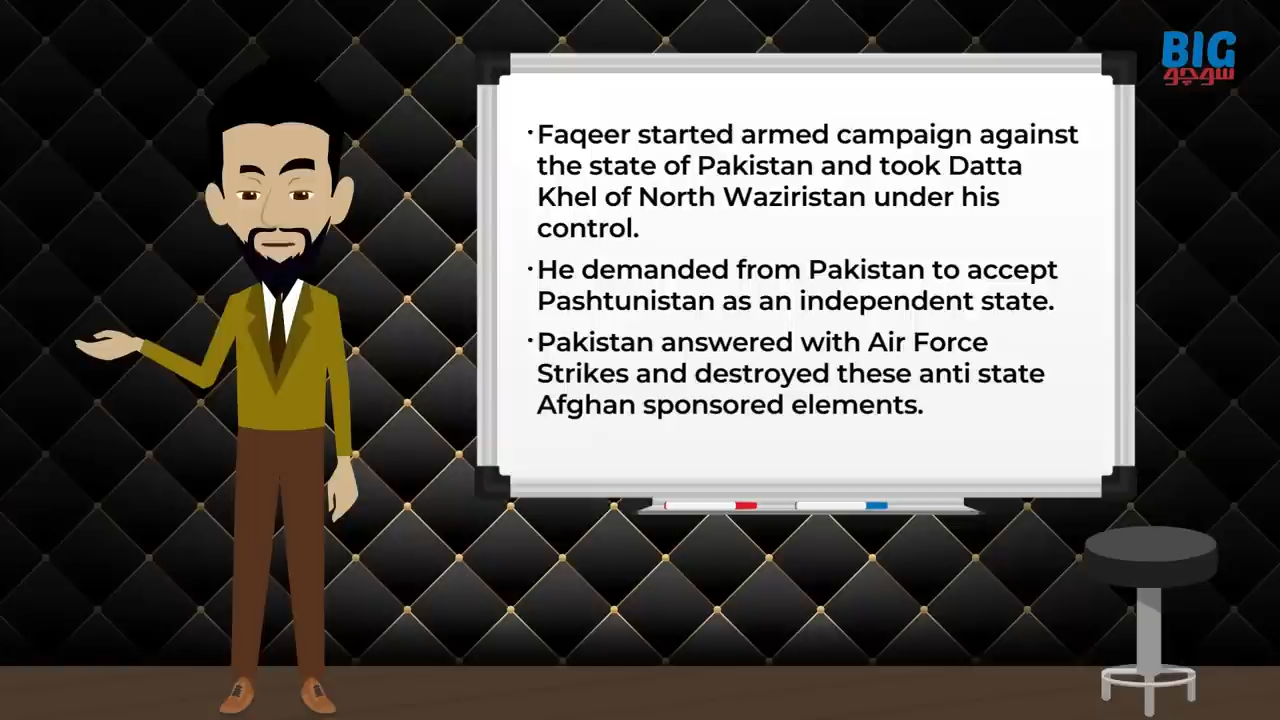 BIG
سوچو
·Faqeer started armed campaign against
the state of Pakistan and took Datta
Khel of North Waziristan under his
control.
·He demanded from Pakistan to accept
Pashtunistan as an independent state.
·Pakistan answered with Air Force
Strikes and destroyed these anti state
Afghan sponsored elements.